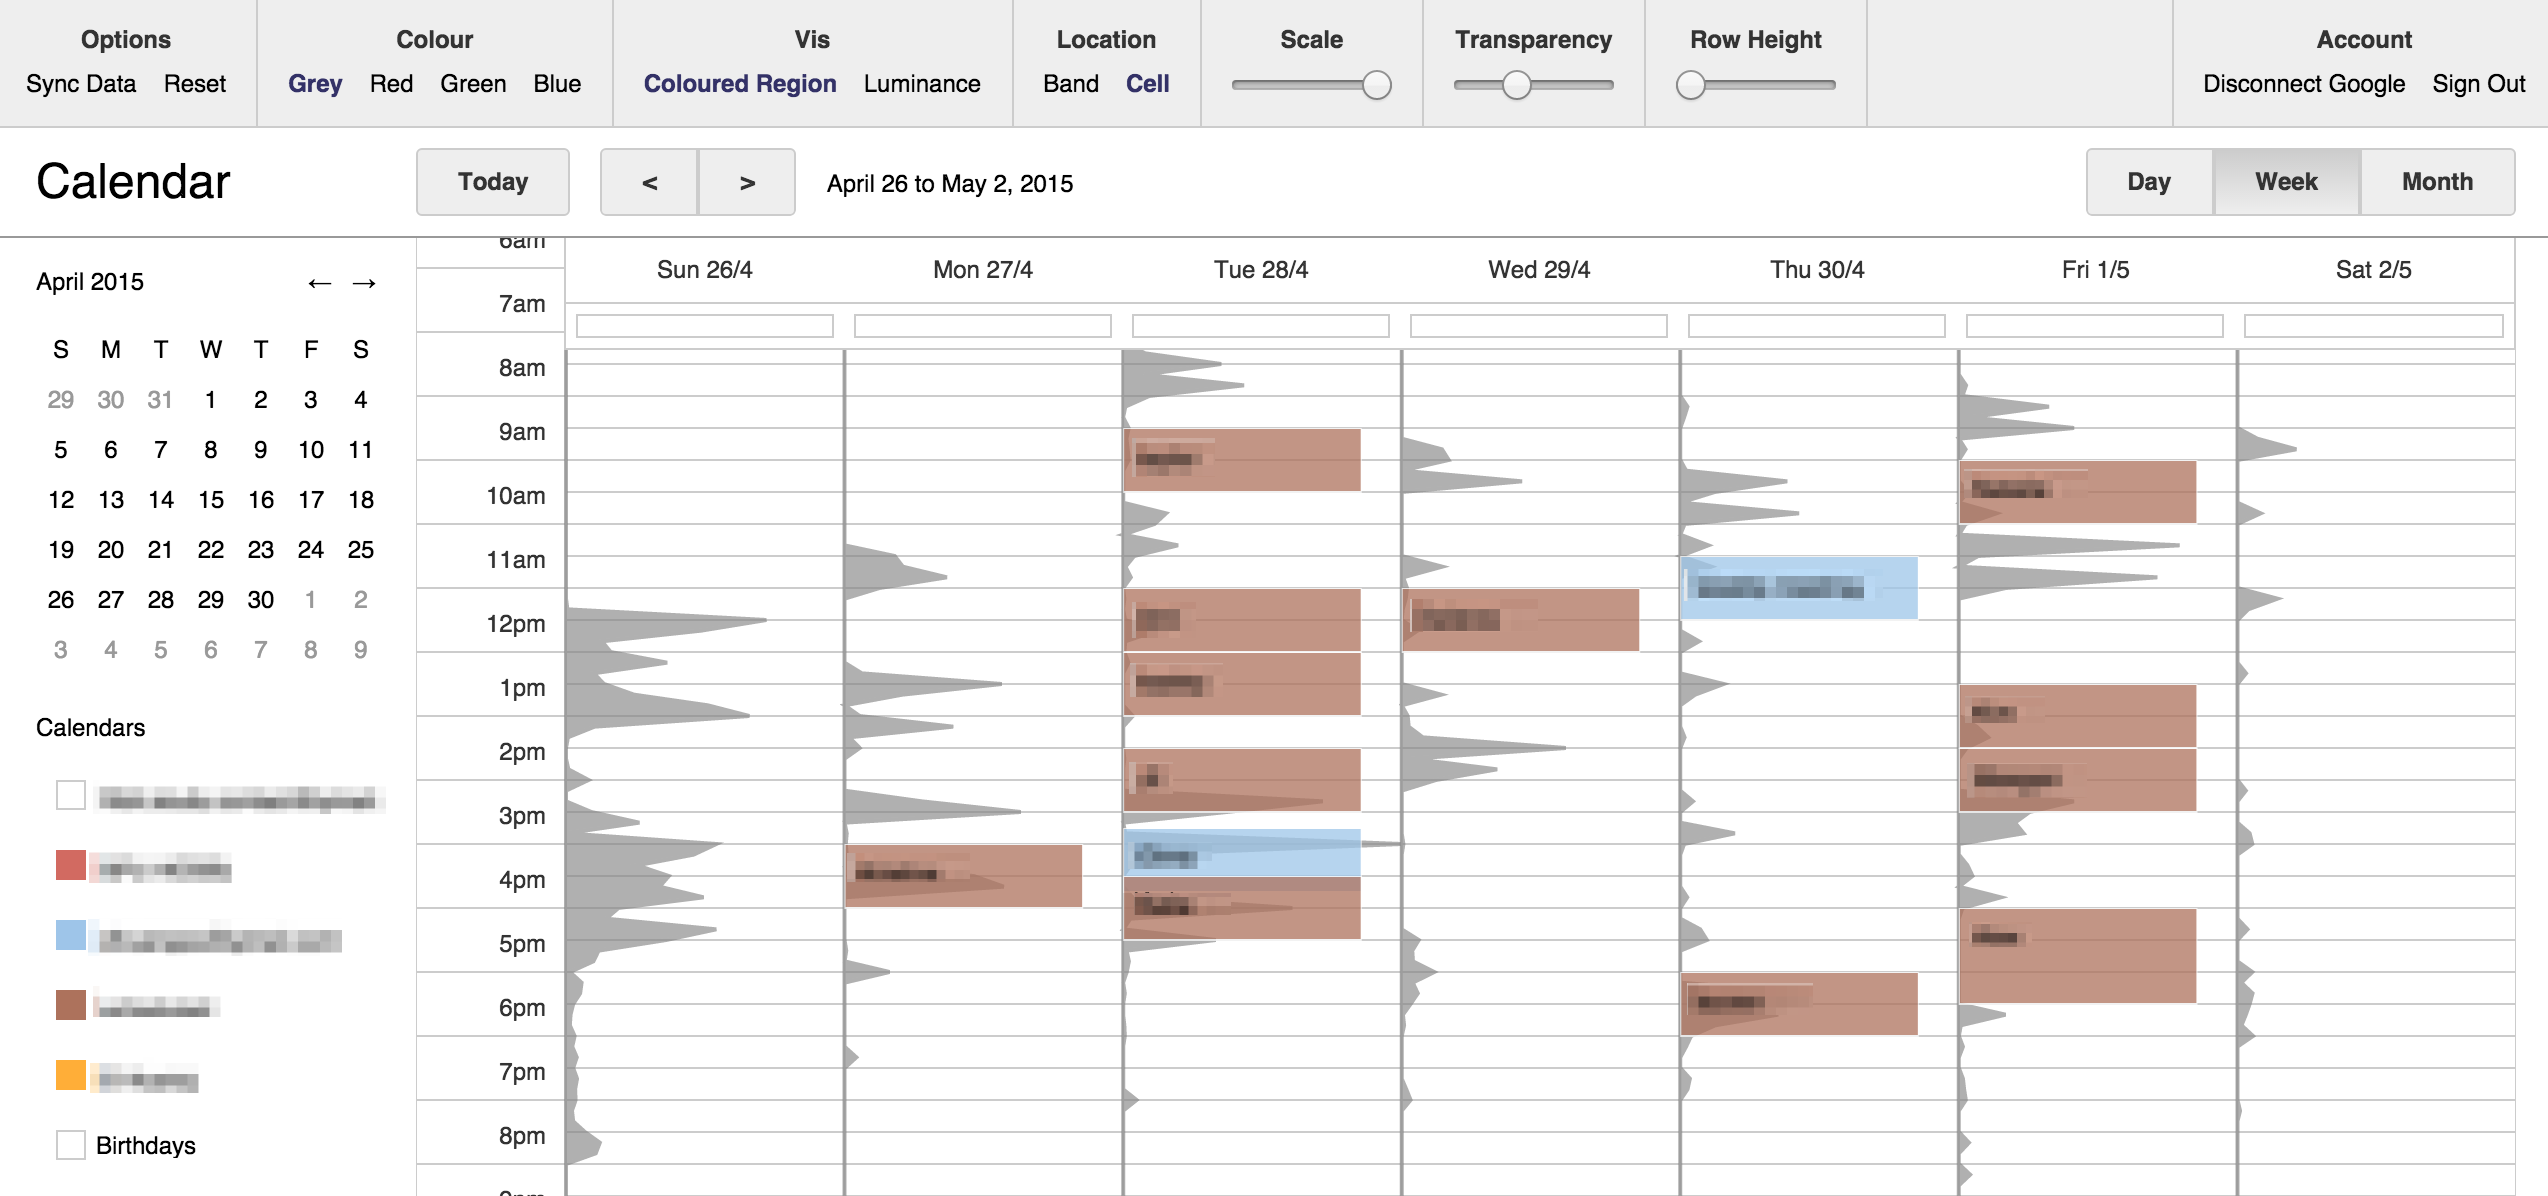 Options Colour Vis Location Scale Transparency Row Height Account
Sync Data Reset Grey Red Green Blue Coloured Region Luminance Band Cell Disconnect Google Sign Out
Calendar Today < > April 26 to May 2, 2015 Day Week Month
April 2015 ← →
S M T W T F S
29 30 31 1 2 3 4
5 6 7 8 9 10 11
12 13 14 15 16 17 18
19 20 21 22 23 24 25
26 27 28 29 30 1 2
3 4 5 6 7 8 9
Calendars
Birthdays
Sun 26/4 Mon 27/4 Tue 28/4 Wed 29/4 Thu 30/4 Fri 1/5 Sat 2/5
6am
7am
8am
9am
10am
11am
12pm
1pm
2pm
3pm
4pm
5pm
6pm
7pm
8pm
9pm